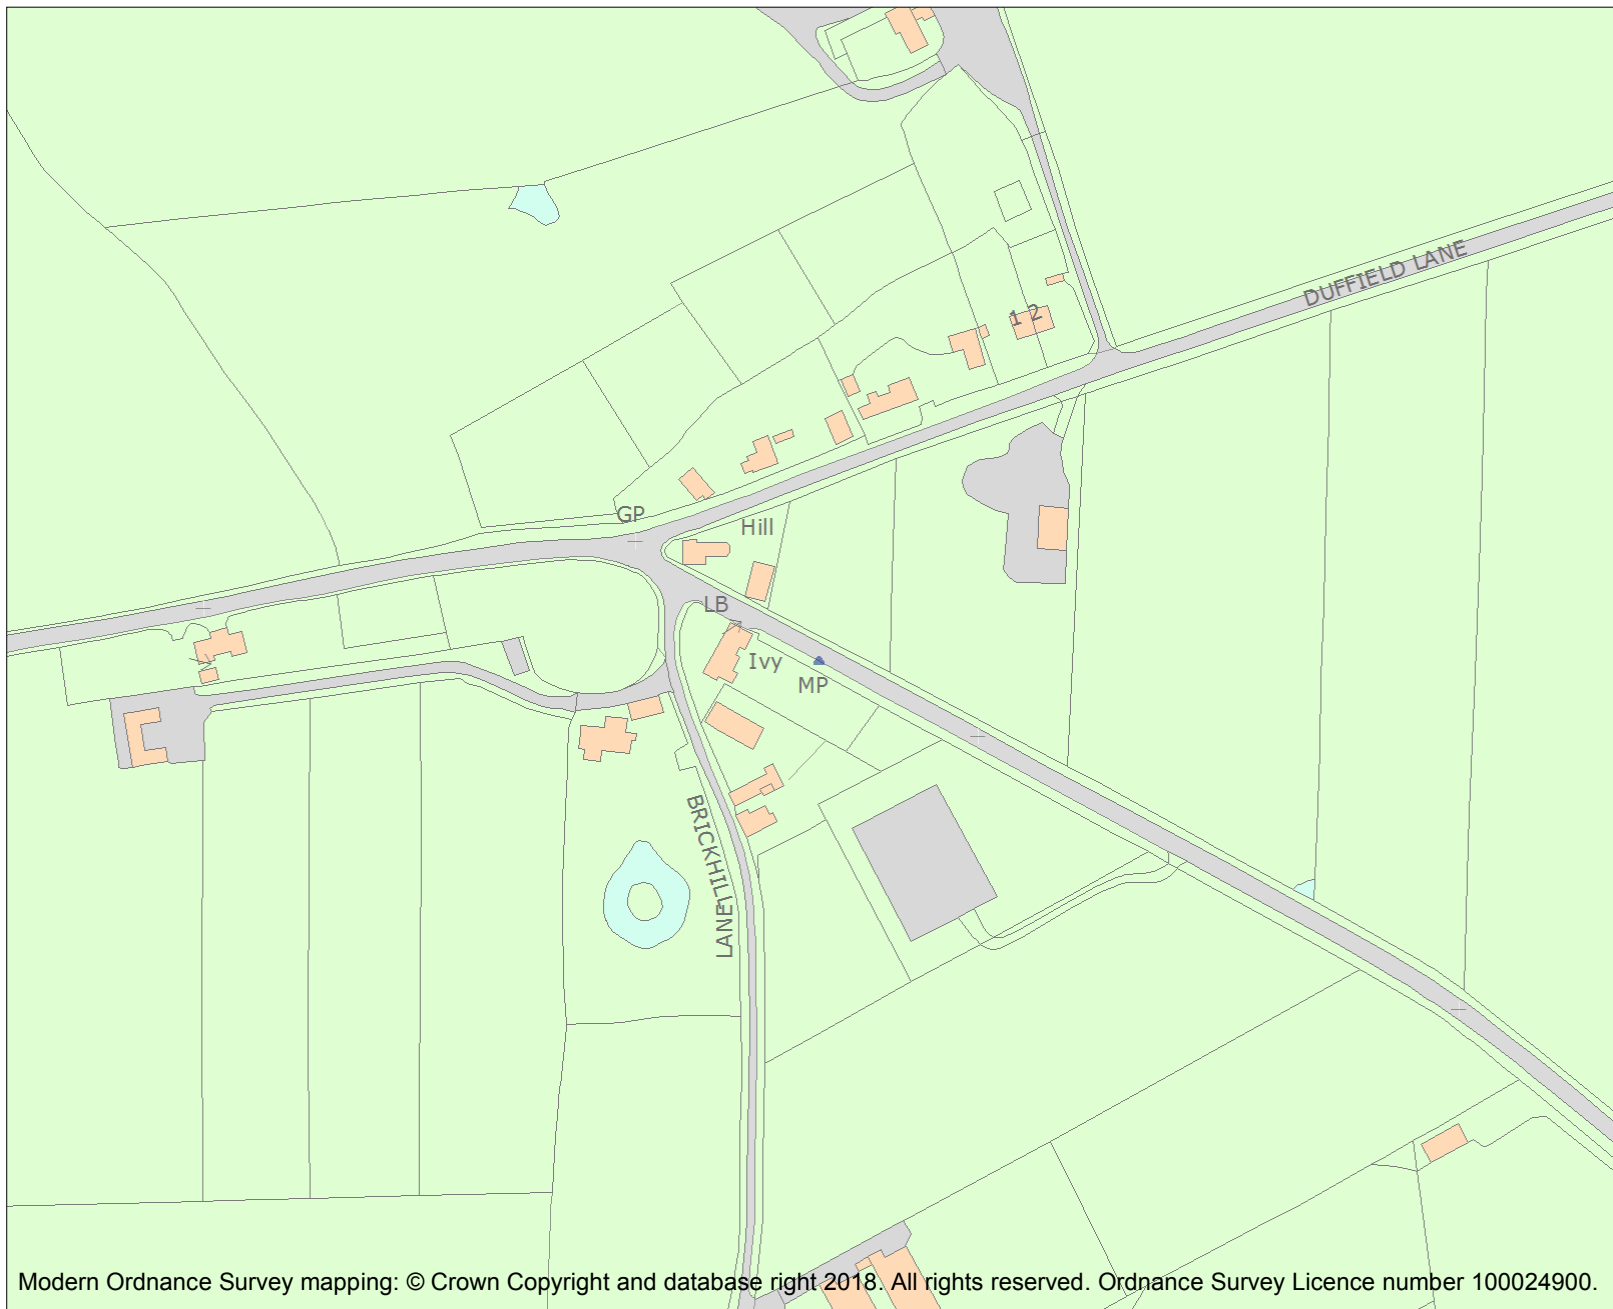 DUFFIELD LANE
1 2
GP
Hill
LB
Ivy
MP
BRICKHILL
LANE
Modern Ordnance Survey mapping: © Crown Copyright and database right 2018. All rights reserved. Ordnance Survey Licence number 100024900.